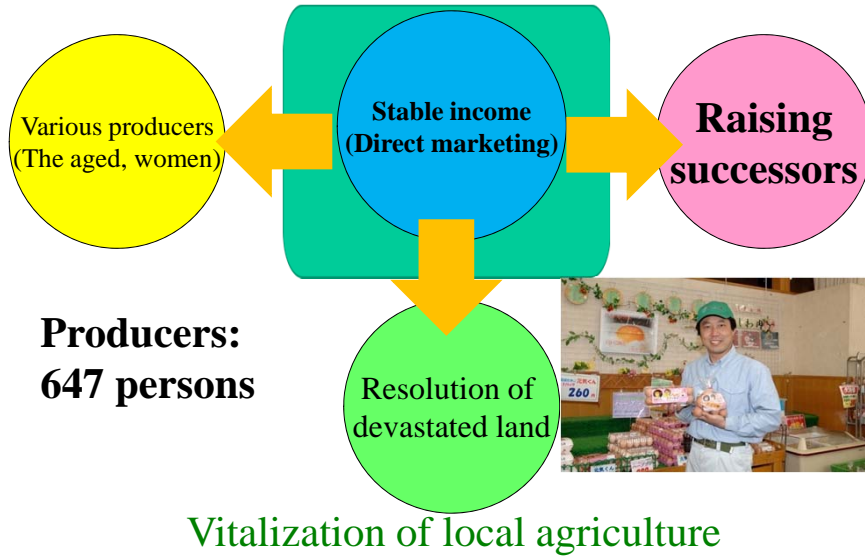 Various producers
(The aged, women)
Stable income
(Direct marketing)
Raising
successors
Producers:
647 persons
Resolution of
devastated land
260
Vitalization of local agriculture